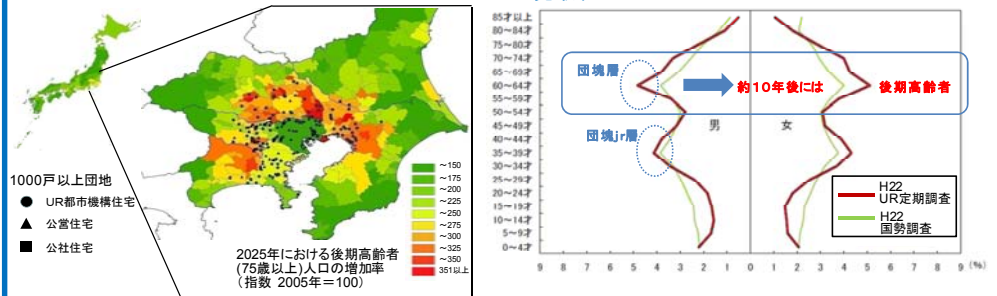 1000戸以上団地
● UR都市機構住宅
▲ 公営住宅
■ 公社住宅
2025年における後期高齢者
(75歳以上)人口の増加率
(指数 2005年=100)
～150
～175
～200
～225
～250
～275
～300
～325
～350
351以上
85才以上
80～84才
75～82才
70～74才
65～69才
60～64才
55～59才
50～54才
45～49才
40～44才
35～39才
30～34才
25～29才
20～24才
15～19才
10～14才
5～9才
0～4才
団塊層
約10年後には
後期高齢者
男
女
団塊jr層
H22
UR定期調査
H22
国勢調査
9 8 7 6 5 4 3 2 1 0 1 2 3 4 5 6 7 8 9 (%)